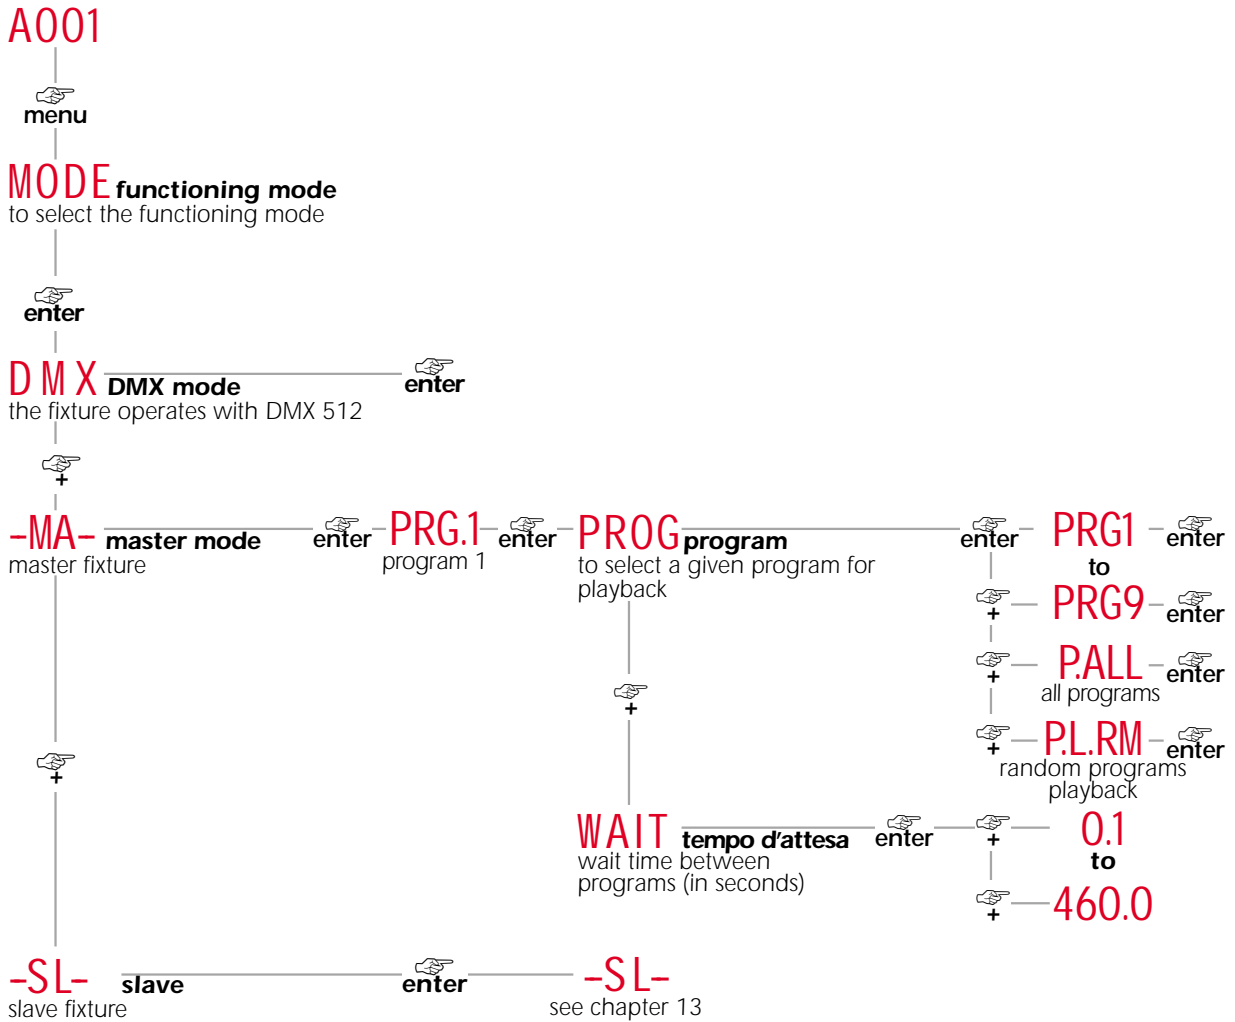 A001
menu
MODE functioning mode
to select the functioning mode
enter
DMX DMX mode
enter
the fixture operates with DMX 512
+
-MA- master mode
master fixture
enter
PRG.1
program 1
enter
PROG program
to select a given program for
playback
enter
PRG1
enter
to
+
PRG9
enter
+
P.ALL
enter
all programs
+
P.L.RM
enter
random programs
playback
+
+
WAIT tempo d'attesa
wait time between
programs (in seconds)
enter
+
0.1
to
+
460.0
-SL- slave
slave fixture
enter
-SL-
see chapter 13